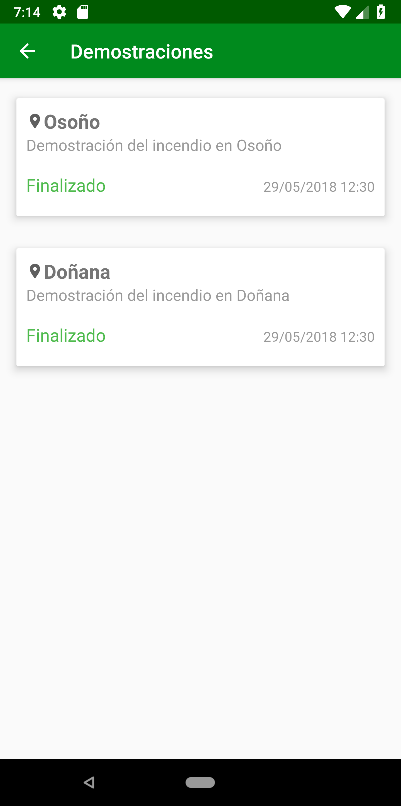 7:14
Demostraciones
Osoño
Demostración del incendio en Osoño
Finalizado 29/05/2018 12:30
Doñana
Demostración del incendio en Doñana
Finalizado 29/05/2018 12:30